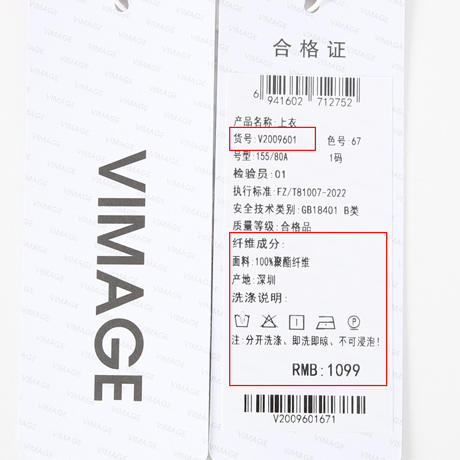 VIMAGE
合格证
6 941602 712752
产品名称:上衣
货号:V2009601 色号:67
号型:155/80A 1码
检验员:01
执行标准:FZ/T81007-2022
安全技术类别:GB18401 B类
质量等级:合格品
纤维成分:
面料:100%聚酯纤维
产地:深圳
洗涤说明:
注:分开洗涤、即洗即晾、不可浸泡!
RMB:1099
V2009601671